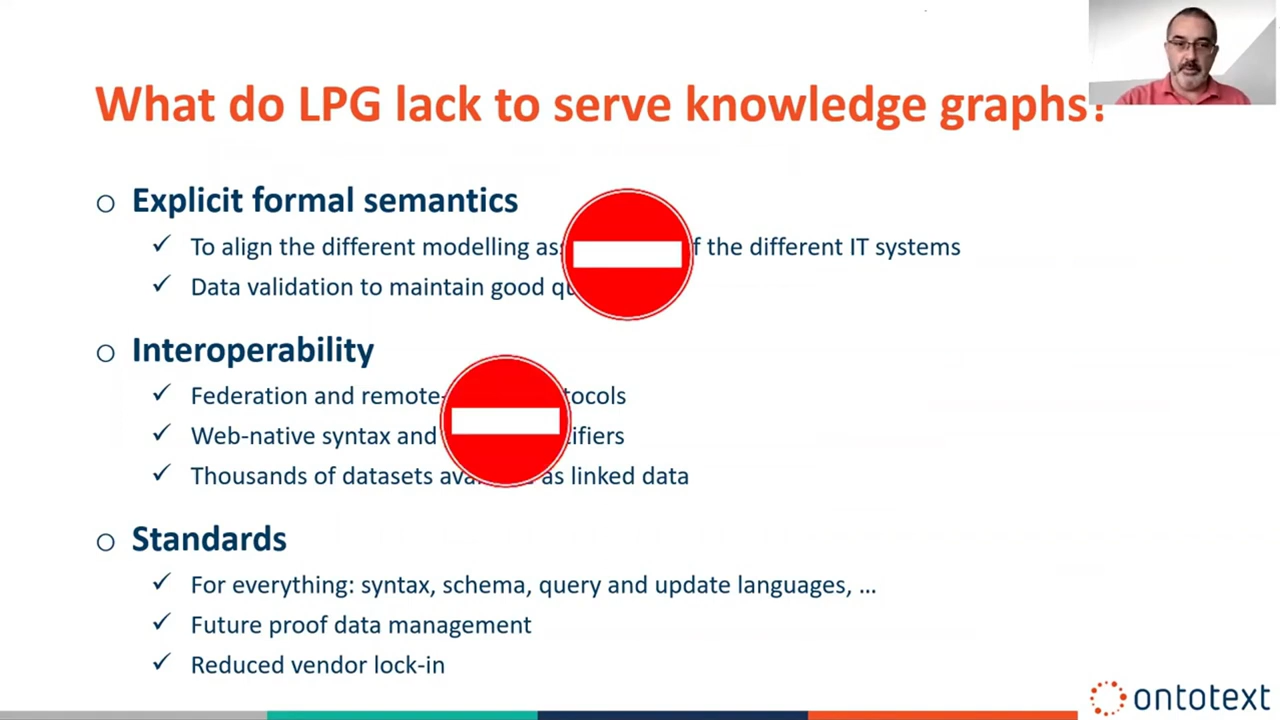 What do LPG lack to serve knowledge graphs?
o Explicit formal semantics
✓ To align the different modelling f the different IT systems
✓ Data validation to maintain good
o Interoperability
✓ Federation and remote- tocols
✓ Web-native syntax and ifiers
✓ Thousands of datasets as linked data
o Standards
✓ For everything: syntax, schema, query and update languages, ...
✓ Future proof data management
✓ Reduced vendor lock-in
ontotext